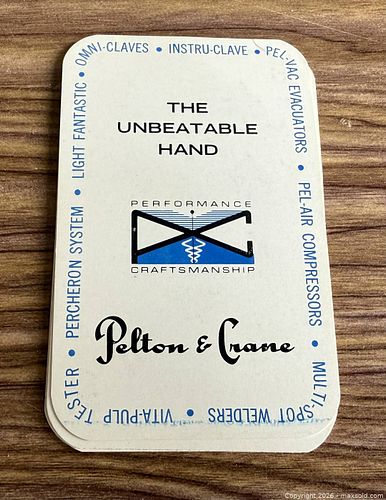 OMNI-CLAVES • INSTRU-CLAVE • PEL-VAC EVACUATORS • PEL-AIR COMPRESSORS • MULTI-SPOT WELDERS • VITA-PULP TESTER • PERCHERON SYSTEM • LIGHT FANTASTIC •
THE
UNBEATABLE
HAND
PERFORMANCE
CRAFTSMANSHIP
Pelton & Crane
Copyright 2026 - maxsold.com